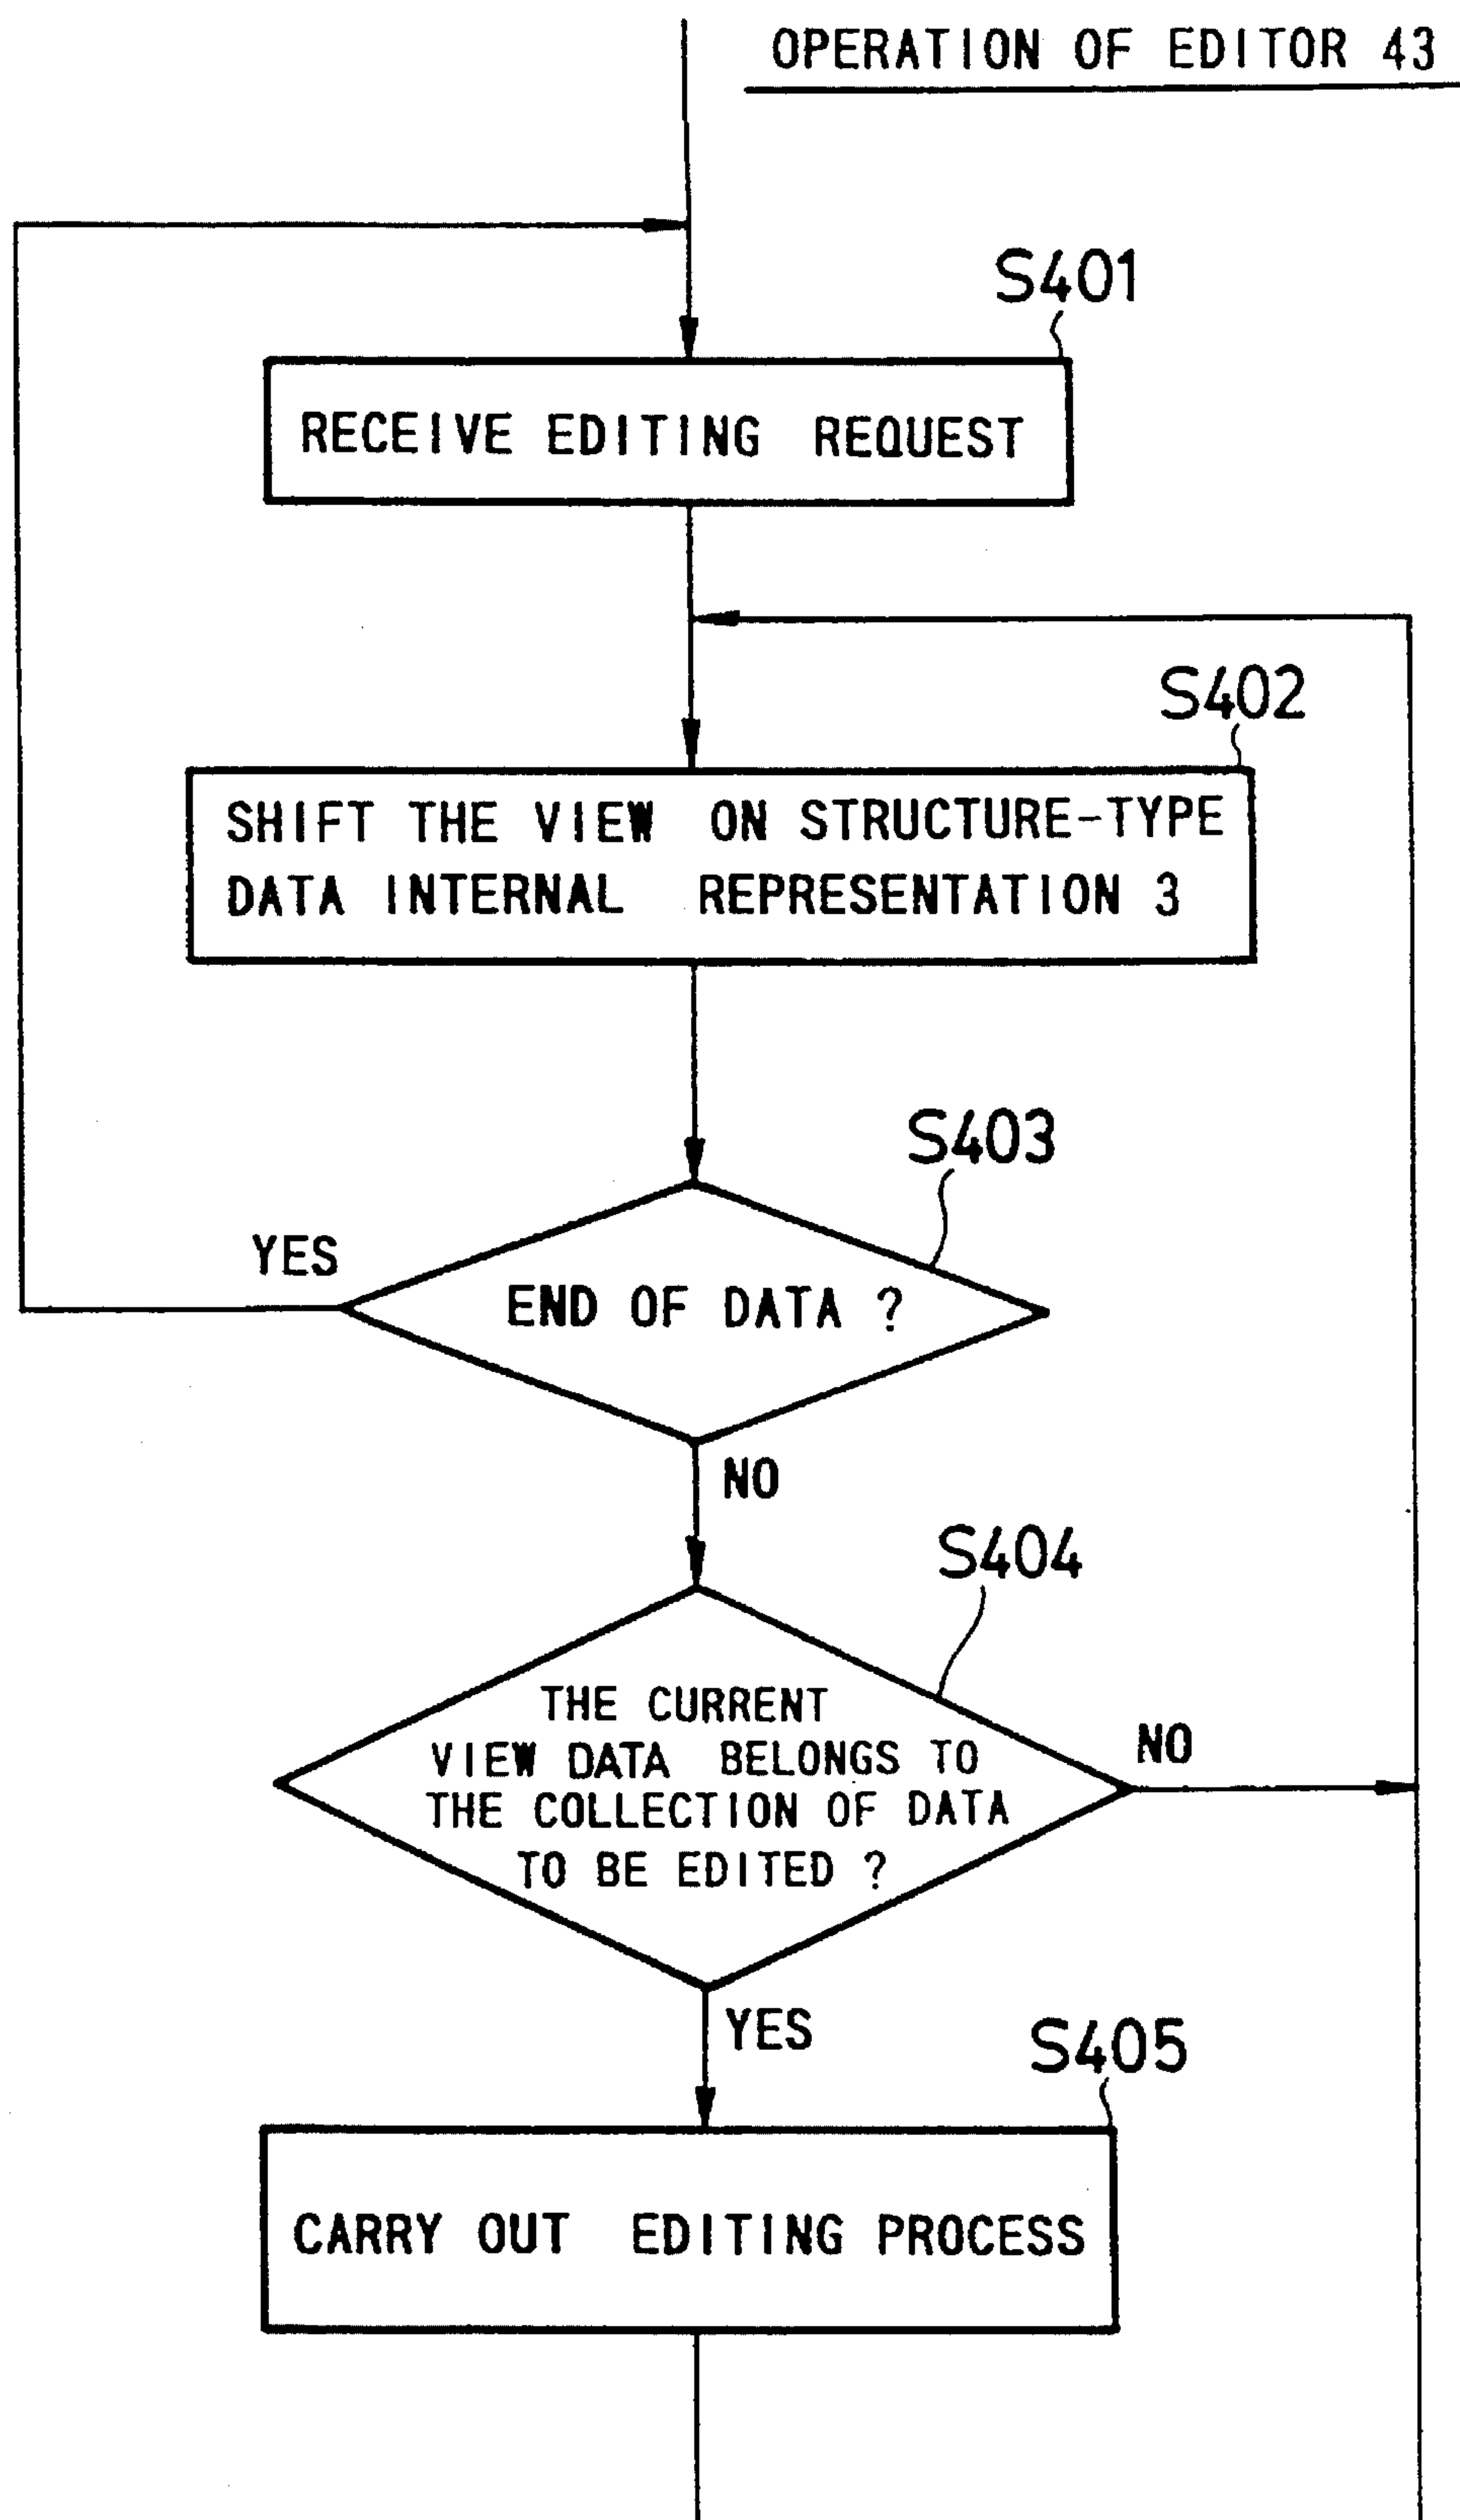 OPERATION OF EDITOR 43
S401
RECEIVE EDITING REQUEST
S402
SHIFT THE VIEW ON STRUCTURE-TYPE
DATA INTERNAL REPRESENTATION 3
S403
YES
END OF DATA ?
NO
S404
THE CURRENT
VIEW DATA BELONGS TO
THE COLLECTION OF DATA
TO BE EDITED ?
NO
YES
S405
CARRY OUT EDITING PROCESS